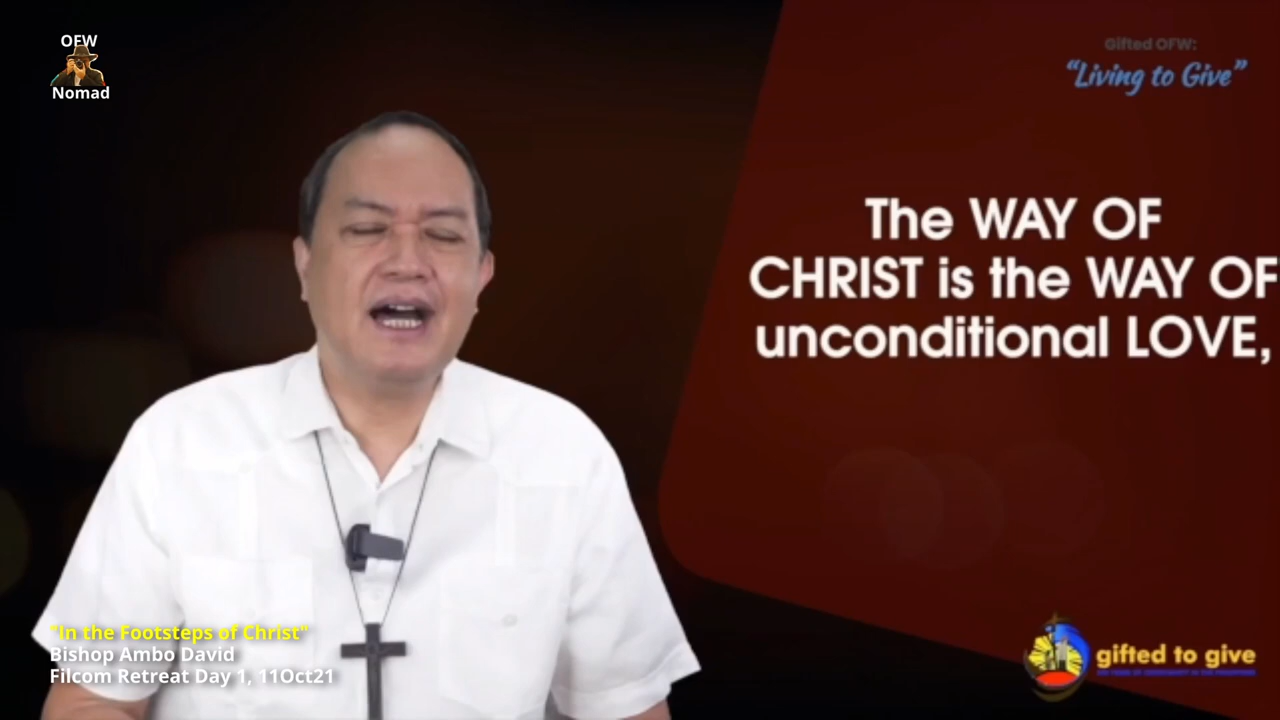 OFW
Nomad
Gifted OFW:
“Living to Give”
The WAY OF
CHRIST is the WAY OF
unconditional LOVE,
"In the Footsteps of Christ"
Bishop Ambo David
Filcom Retreat Day 1, 11Oct21
gifted to give